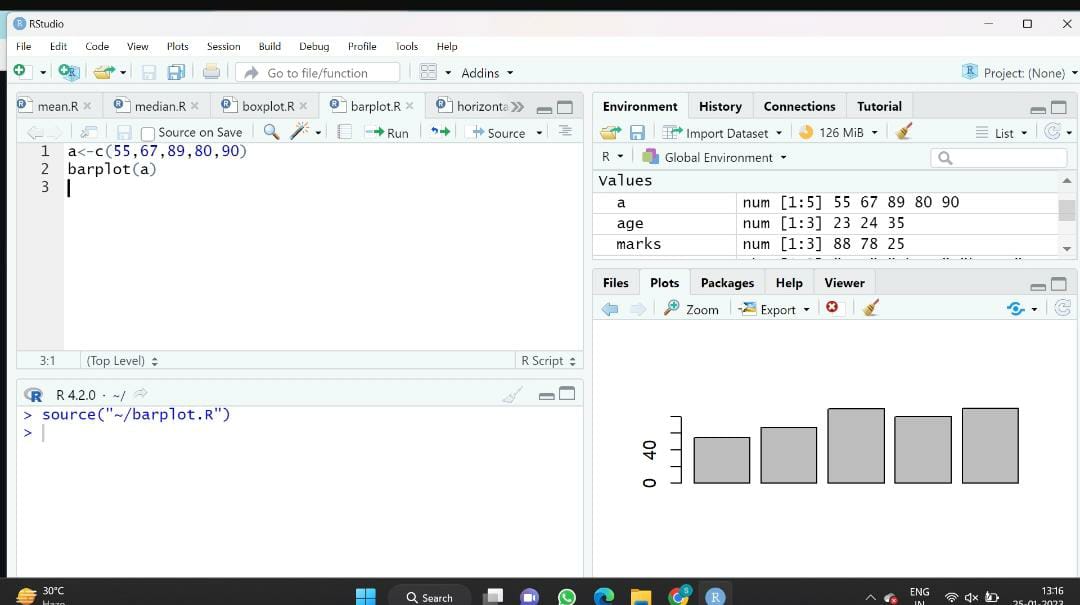 RStudio
File Edit Code View Plots Session Build Debug Profile Tools Help
Go to file/function Addins Project: (None)
mean.R median.R boxplot.R barplot.R horizonta
Source on Save Run Source
1 a<-c(55,67,89,80,90)
2 barplot(a)
3
3:1 (Top Level) R Script
R 4.2.0 · ~/
> source("~/barplot.R")
>
Environment History Connections Tutorial
Import Dataset 126 MiB List
R Global Environment
Values
a num [1:5] 55 67 89 80 90
age num [1:3] 23 24 35
marks num [1:3] 88 78 25
Files Plots Packages Help Viewer
Zoom Export
0 40
30°C
Haze
Search
ENG
IN
13:16
25-01-2023